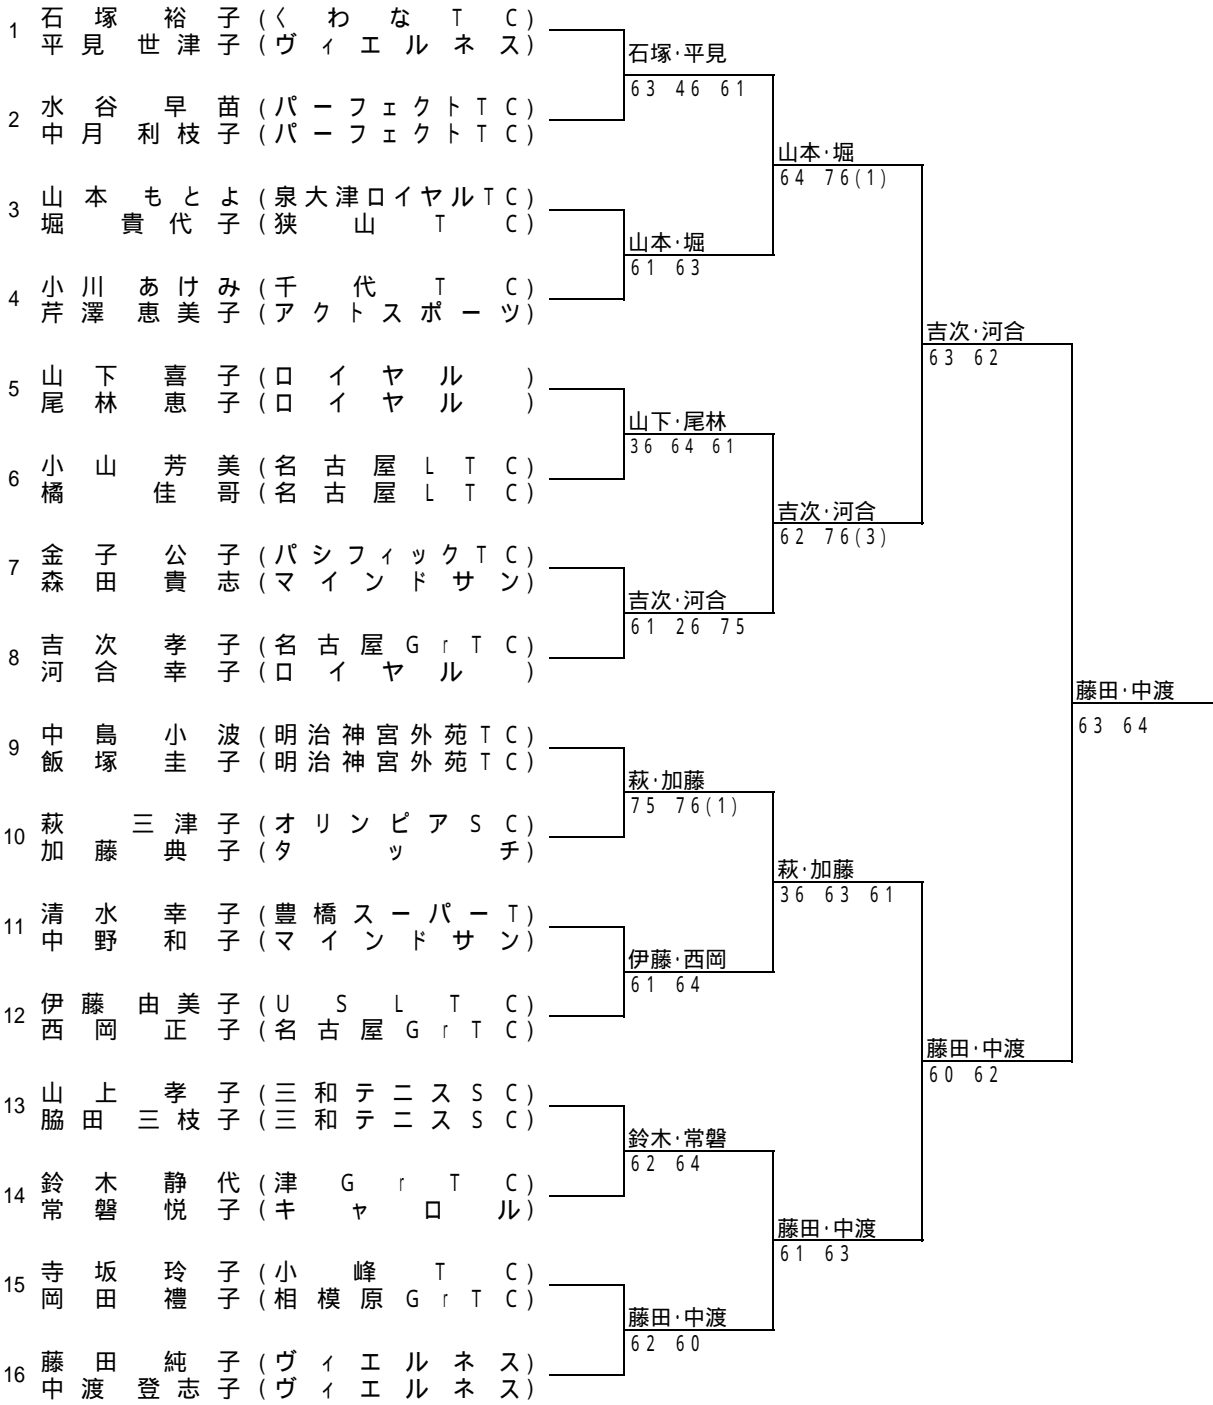 1 石塚 裕子 (くわなTC)
平見 世津子 (ヴィエルネス)
2 水谷 早苗 (パーフェクトTC)
中月 利枝子 (パーフェクトTC)
3 山本 もとよ (泉大津ロイヤルTC)
堀 貴代子 (狭山TC)
4 小川 あけみ (千代TC)
芹澤 恵美子 (アクトスポーツ)
5 山下 喜子 (ロイヤル)
尾林 恵子 (ロイヤル)
6 小山 芳美 (名古屋LTC)
橘 佳哥 (名古屋LTC)
7 金子 公子 (パシフィックTC)
森田 貴志 (マインドサン)
8 吉次 孝子 (名古屋GrTC)
河合 幸子 (ロイヤル)
9 中島 小波 (明治神宮外苑TC)
飯塚 圭子 (明治神宮外苑TC)
10 萩 三津子 (オリンピアSC)
加藤 典子 (タッチ)
11 清水 幸子 (豊橋スーパーT)
中野 和子 (マインドサン)
12 伊藤 由美子 (USLTC)
西岡 正子 (名古屋GrTC)
13 山上 孝子 (三和テニスSC)
脇田 三枝子 (三和テニスSC)
14 鈴木 静代 (津GrTC)
常磐 悦子 (キャロル)
15 寺坂 玲子 (小峰TC)
岡田 禮子 (相模原GrTC)
16 藤田 純子 (ヴィエルネス)
中渡 登志子 (ヴィエルネス)
石塚・平見
63 46 61
山本・堀
61 63
山下・尾林
36 64 61
吉次・河合
61 26 75
萩・加藤
75 76(1)
伊藤・西岡
61 64
鈴木・常磐
62 64
藤田・中渡
62 60
山本・堀
64 76(1)
吉次・河合
62 76(3)
萩・加藤
36 63 61
藤田・中渡
61 63
吉次・河合
63 62
藤田・中渡
60 62
藤田・中渡
63 64